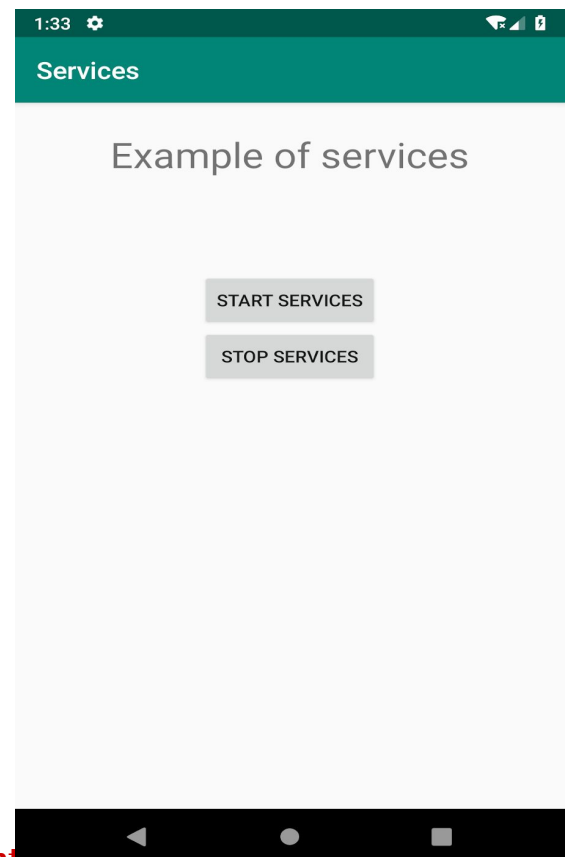 1:33
Services
Example of services
START SERVICES
STOP SERVICES